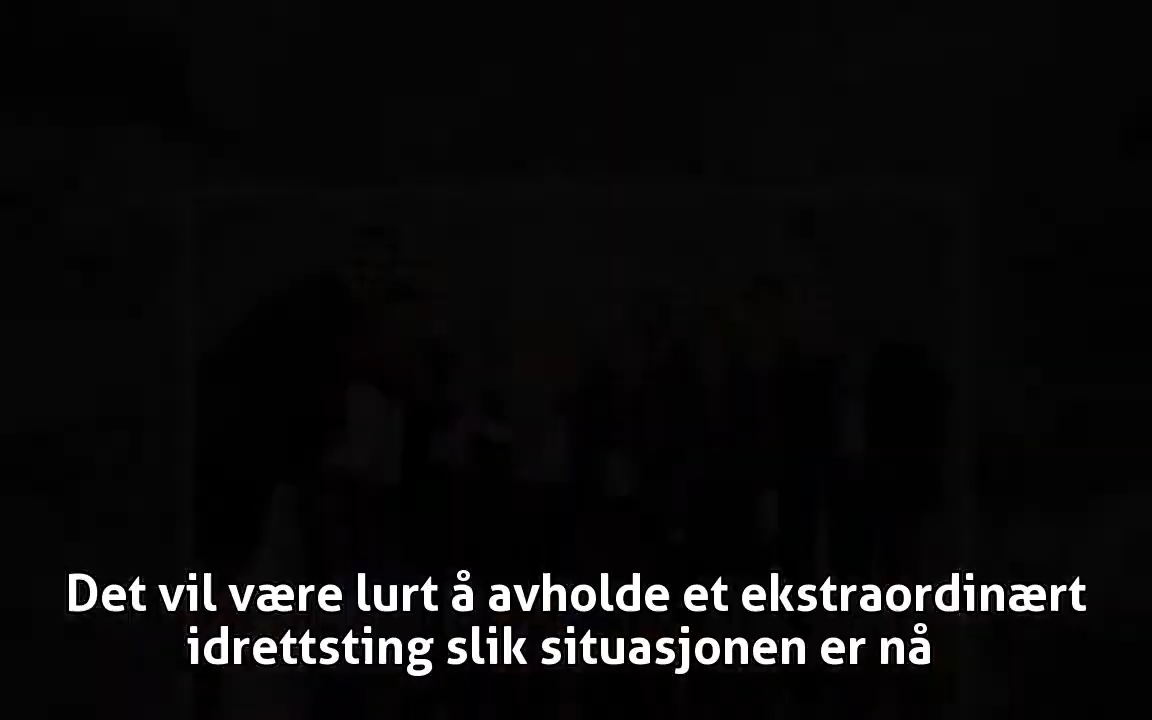 Det vil være lurt å avholde et ekstraordinært
idrettsting slik situasjonen er nå